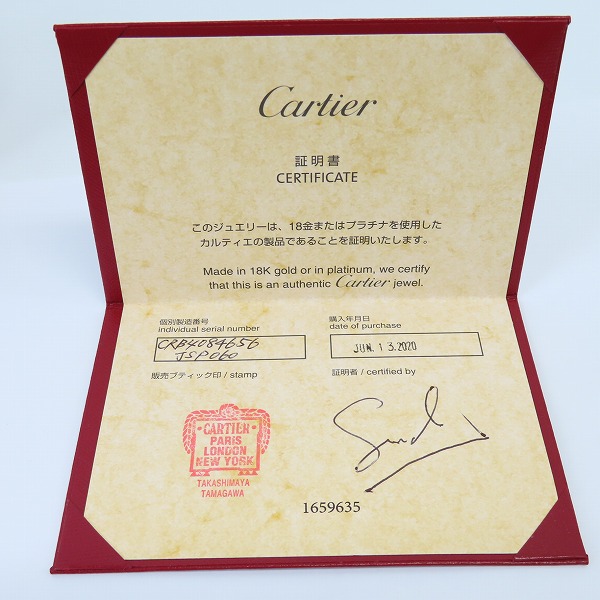 Cartier
証明書
CERTIFICATE
このジュエリーは、18金またはプラチナを使用した
カルティエの製品であることを証明いたします。
Made in 18K gold or in platinum, we certify
that this is an authentic Cartier jewel.
個別製造番号
individual serial number
CRB4084656
JSP060
購入年月日
date of purchase
JUN. 13.2020
販売ブティック印 / stamp
証明者 / certified by
CARTIER
PARIS
LONDON
NEW YORK
TAKASHIMAYA
TAMAGAWA
1659635